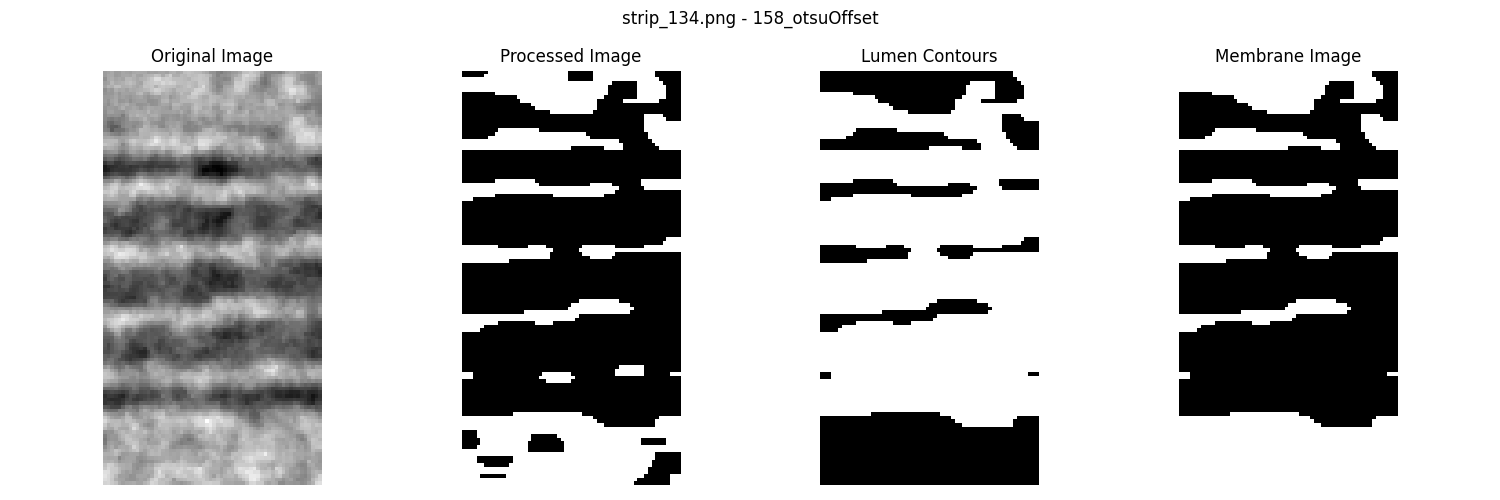 strip_134.png - 158_otsuOffset
Original Image
Processed Image
Lumen Contours
Membrane Image